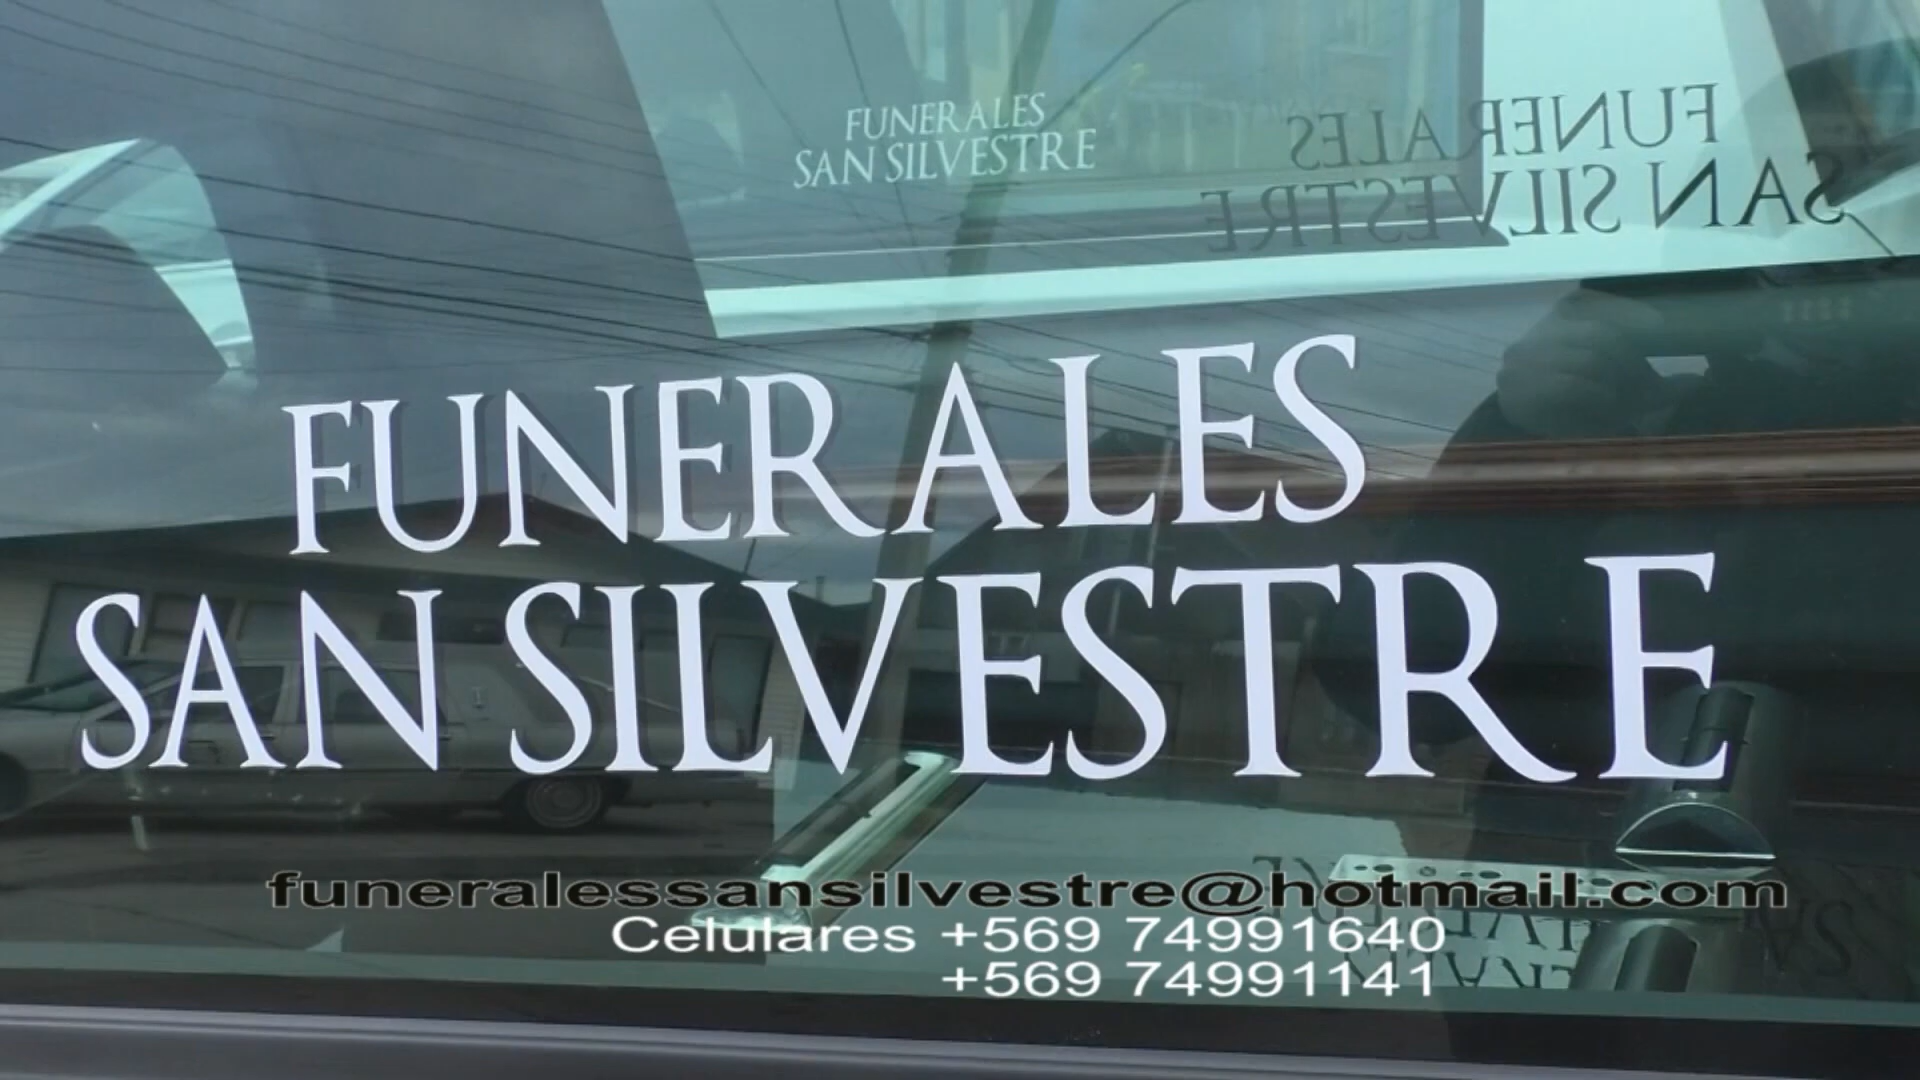 FUNERALES
SAN SILVESTRE
FUNERALES
SAN SILVESTRE
FUNERALES
SAN SILVESTRE
funeralessansilvestre@hotmail.com
Celulares +569 74991640
+569 74991141